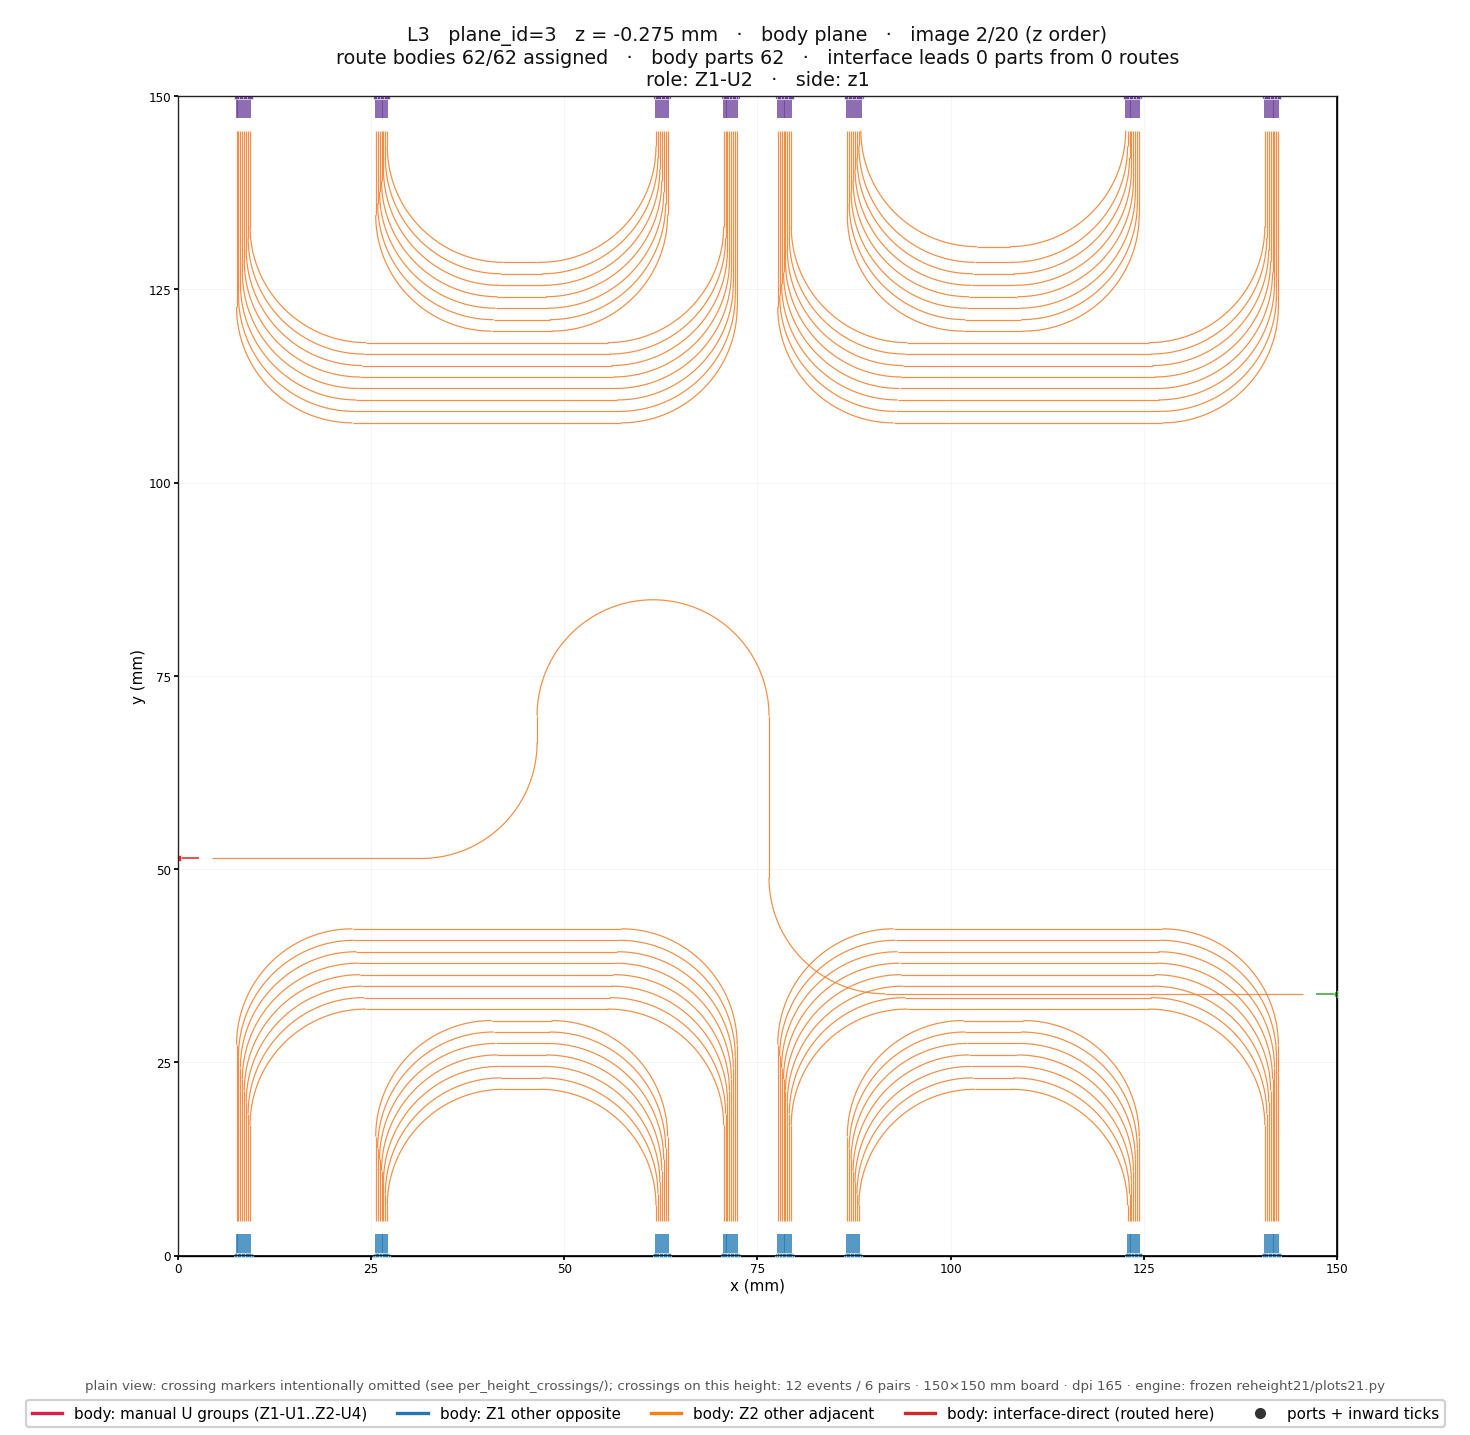 L3   plane_id=3   z = -0.275 mm   ·   body plane   ·   image 2/20 (z order)
route bodies 62/62 assigned   ·   body parts 62   ·   interface leads 0 parts from 0 routes
role: Z1-U2   ·   side: z1
150
125
100
75
50
25
0
y (mm)
0 25 50 75 100 125 150
x (mm)
plain view: crossing markers intentionally omitted (see per_height_crossings/); crossings on this height: 12 events / 6 pairs · 150×150 mm board · dpi 165 · engine: frozen reheight21/plots21.py
body: manual U groups (Z1-U1..Z2-U4) body: Z1 other opposite body: Z2 other adjacent body: interface-direct (routed here) ports + inward ticks